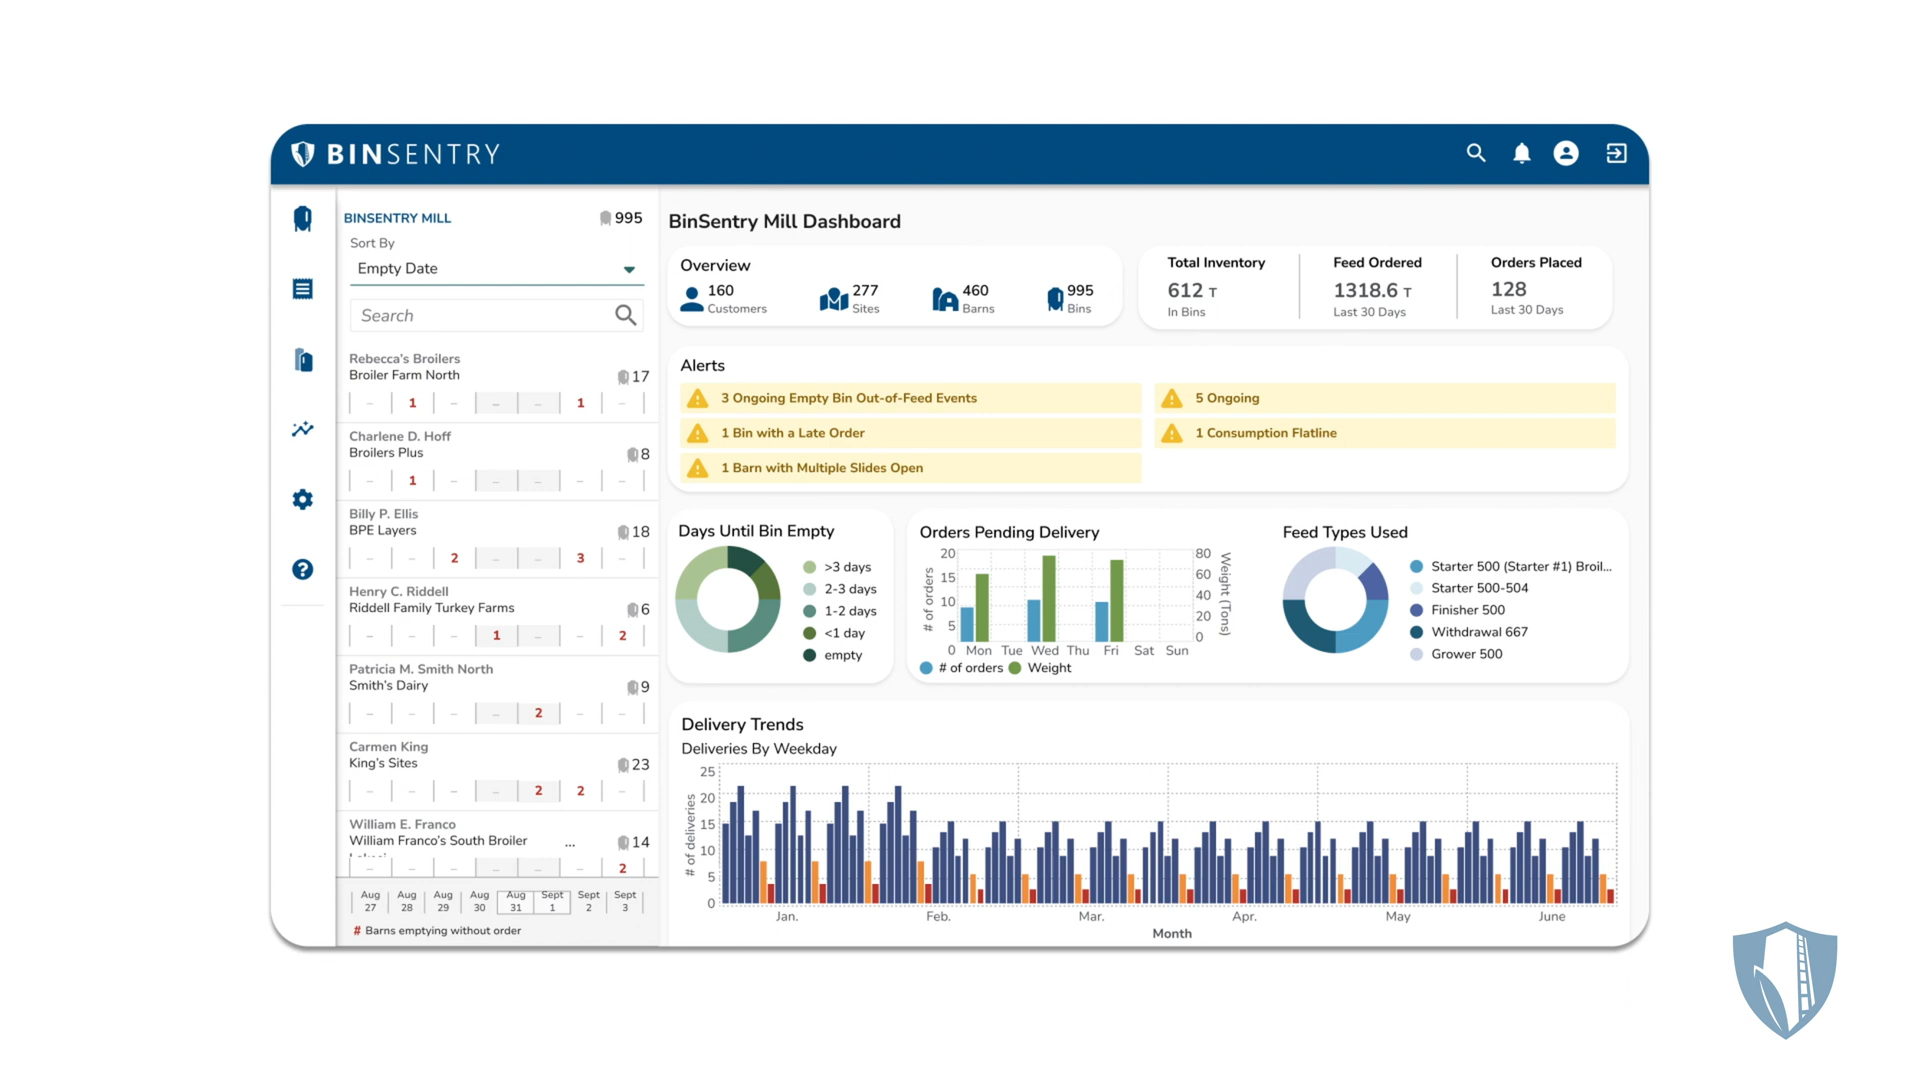 BINSENTRY
BINSENTRY MILL 995
Sort By
Empty Date
Search
Rebecca's Broilers
Broiler Farm North 17
– 1 – – – 1 –
Charlene D. Hoff
Broilers Plus 8
– 1 – – – – –
Billy P. Ellis
BPE Layers 18
– – 2 – – 3 –
Henry C. Riddell
Riddell Family Turkey Farms 6
– – – 1 – – 2
Patricia M. Smith North
Smith's Dairy 9
– – – – 2 – –
Carmen King
King's Sites 23
– – – – 2 2 –
William E. Franco
William Franco's South Broiler ... 14
– – – – – – 2
Aug Aug Aug Aug Aug Sept Sept Sept
27 28 29 30 31 1 2 3
# Barns emptying without order
BinSentry Mill Dashboard
Overview
160 277 460 995
Customers Sites Barns Bins
Total Inventory Feed Ordered Orders Placed
612 T 1318.6 T 128
In Bins Last 30 Days Last 30 Days
Alerts
3 Ongoing Empty Bin Out-of-Feed Events
1 Bin with a Late Order
1 Barn with Multiple Slides Open
5 Ongoing
1 Consumption Flatline
Days Until Bin Empty
>3 days
2-3 days
1-2 days
<1 day
empty
Orders Pending Delivery
# of orders
20
15
10
5
0
80
60
40
20
0
Weight (Tons)
Mon Tue Wed Thu Fri Sat Sun
# of orders Weight
Feed Types Used
Starter 500 (Starter #1) Broil...
Starter 500-504
Finisher 500
Withdrawal 667
Grower 500
Delivery Trends
Deliveries By Weekday
# of deliveries
25
20
15
10
5
0
Jan. Feb. Mar. Apr. May June
Month